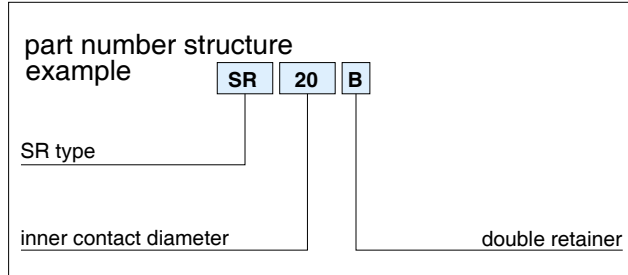 part number structure
example
SR 20 B
SR type
inner contact diameter
double retainer